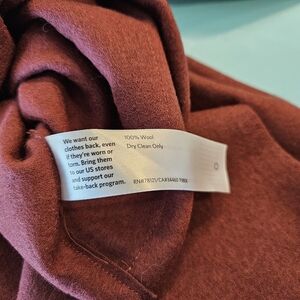 We want our
clothes back, even
if they're worn or
torn. Bring them
to our US stores
and support our
take-back program.
100% Wool
Dry Clean Only